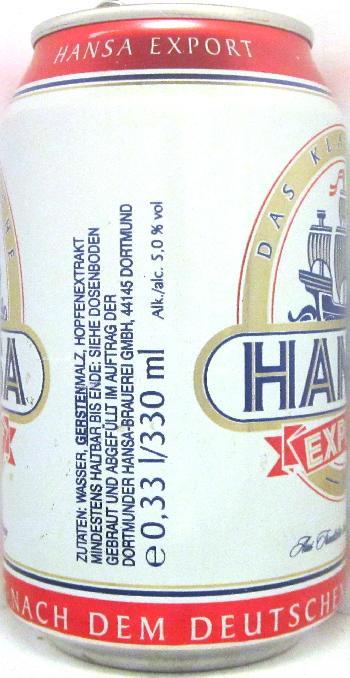 HANSA EXPORT
ZUTATEN: WASSER, GERSTENMALZ, HOPFENEXTRAKT
MINDESTENS HALTBAR BIS ENDE: SIEHE DOSENBODEN
GEBRAUT UND ABGEFÜLLT IM AUFTRAG DER
DORTMUNDER HANSA-BRAUEREI GMBH, 44145 DORTMUND
e 0,33 l/330 ml Alk./alc. 5,0 % vol
A
DAS KL
HAN
EXP
Aus
NACH DEM DEUTSCHE